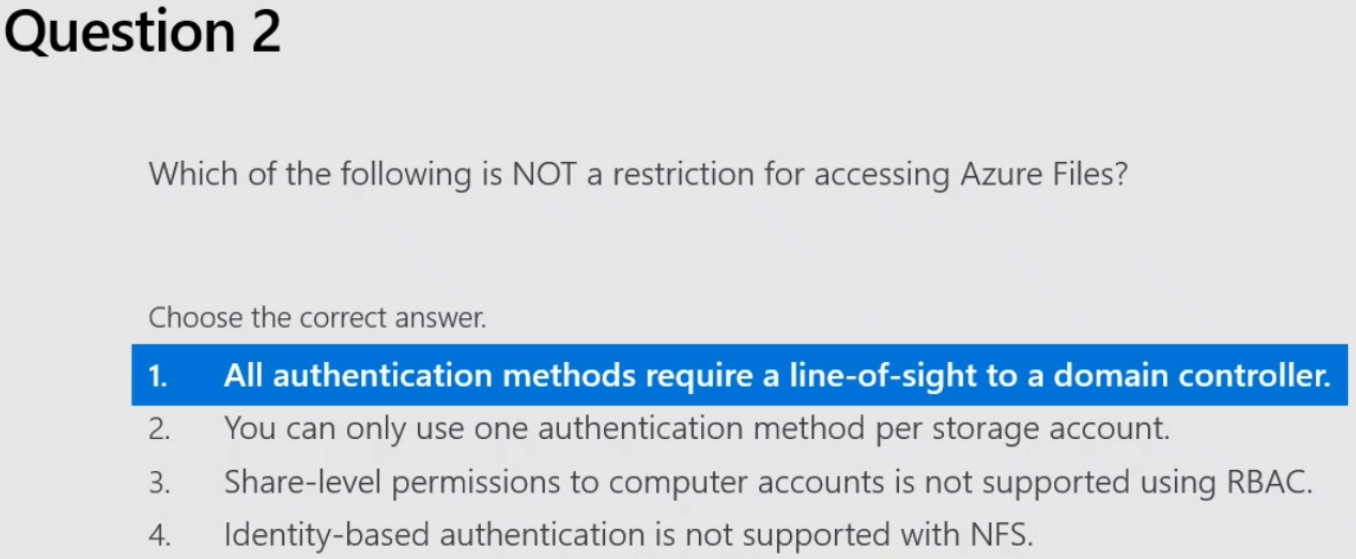 Question 2
Which of the following is NOT a restriction for accessing Azure Files?
Choose the correct answer.
1. All authentication methods require a line-of-sight to a domain controller.
2. You can only use one authentication method per storage account.
3. Share-level permissions to computer accounts is not supported using RBAC.
4. Identity-based authentication is not supported with NFS.